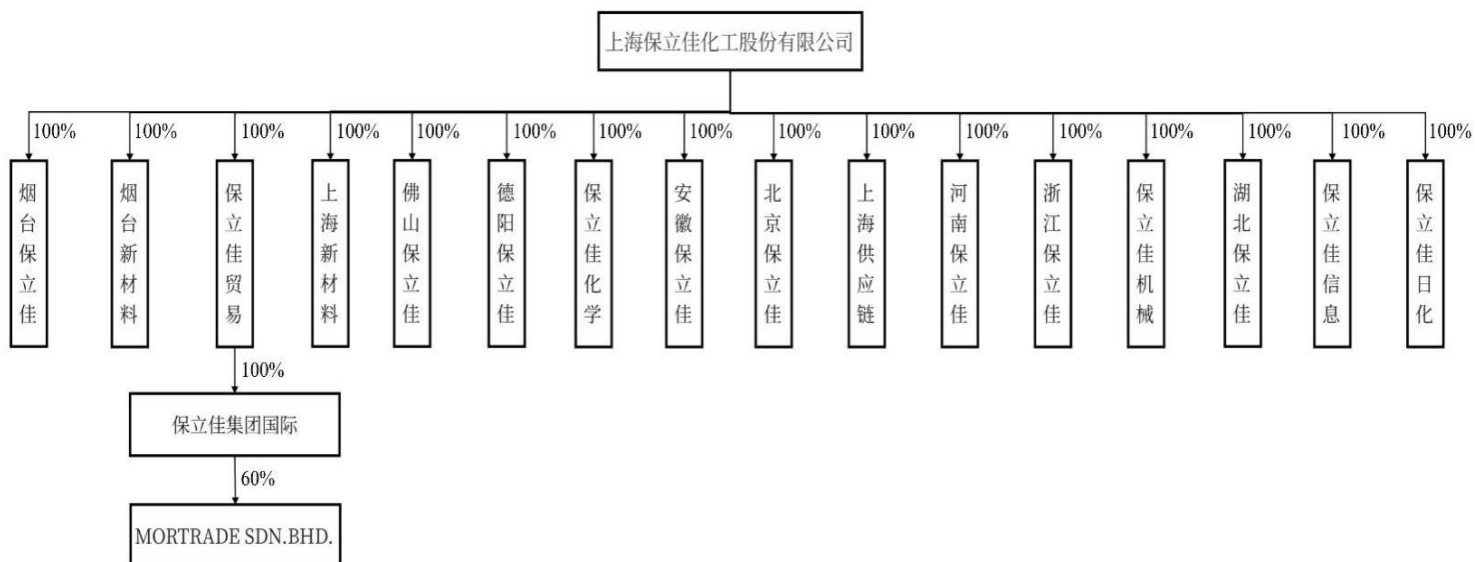 上海保立佳化工股份有限公司
100% 100% 100% 100% 100% 100% 100% 100% 100% 100% 100% 100% 100% 100% 100% 100%
烟台保立佳
烟台新材料
保立佳贸易
上海新材料
佛山保立佳
德阳保立佳
保立佳化学
安徽保立佳
北京保立佳
上海供应链
河南保立佳
浙江保立佳
保立佳机械
湖北保立佳
保立佳信息
保立佳日化
100%
保立佳集团国际
60%
MORTRADE SDN.BHD.